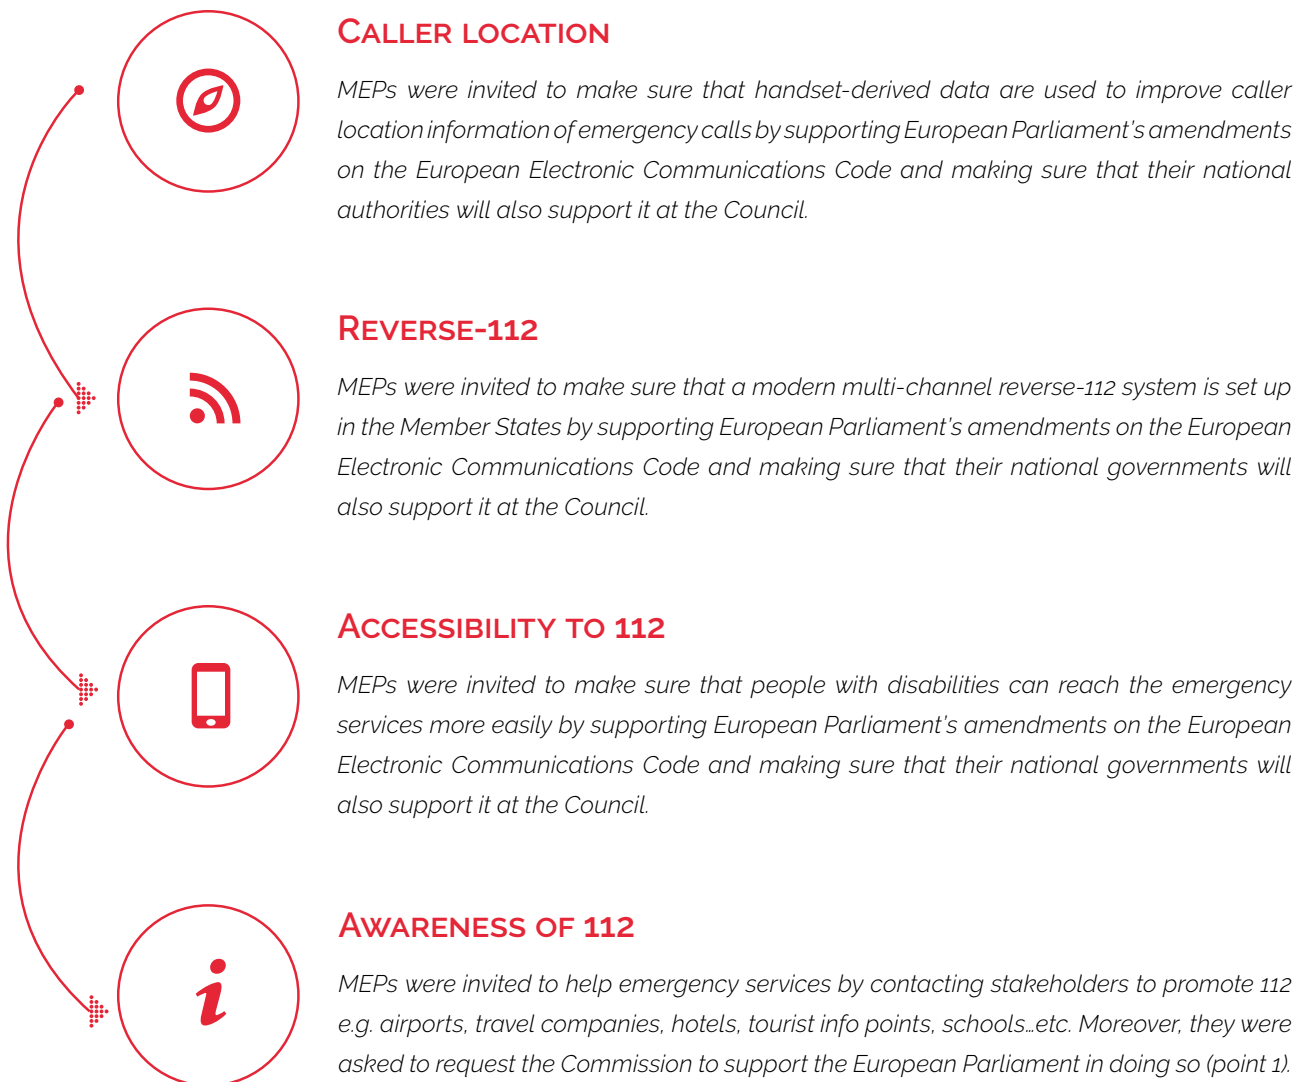 CALLER LOCATION
MEPs were invited to make sure that handset-derived data are used to improve caller
location information of emergency calls by supporting European Parliament's amendments
on the European Electronic Communications Code and making sure that their national
authorities will also support it at the Council.
REVERSE-112
MEPs were invited to make sure that a modern multi-channel reverse-112 system is set up
in the Member States by supporting European Parliament's amendments on the European
Electronic Communications Code and making sure that their national governments will
also support it at the Council.
ACCESSIBILITY TO 112
MEPs were invited to make sure that people with disabilities can reach the emergency
services more easily by supporting European Parliament's amendments on the European
Electronic Communications Code and making sure that their national governments will
also support it at the Council.
AWARENESS OF 112
MEPs were invited to help emergency services by contacting stakeholders to promote 112
e.g. airports, travel companies, hotels, tourist info points, schools…etc. Moreover, they were
asked to request the Commission to support the European Parliament in doing so (point 1).